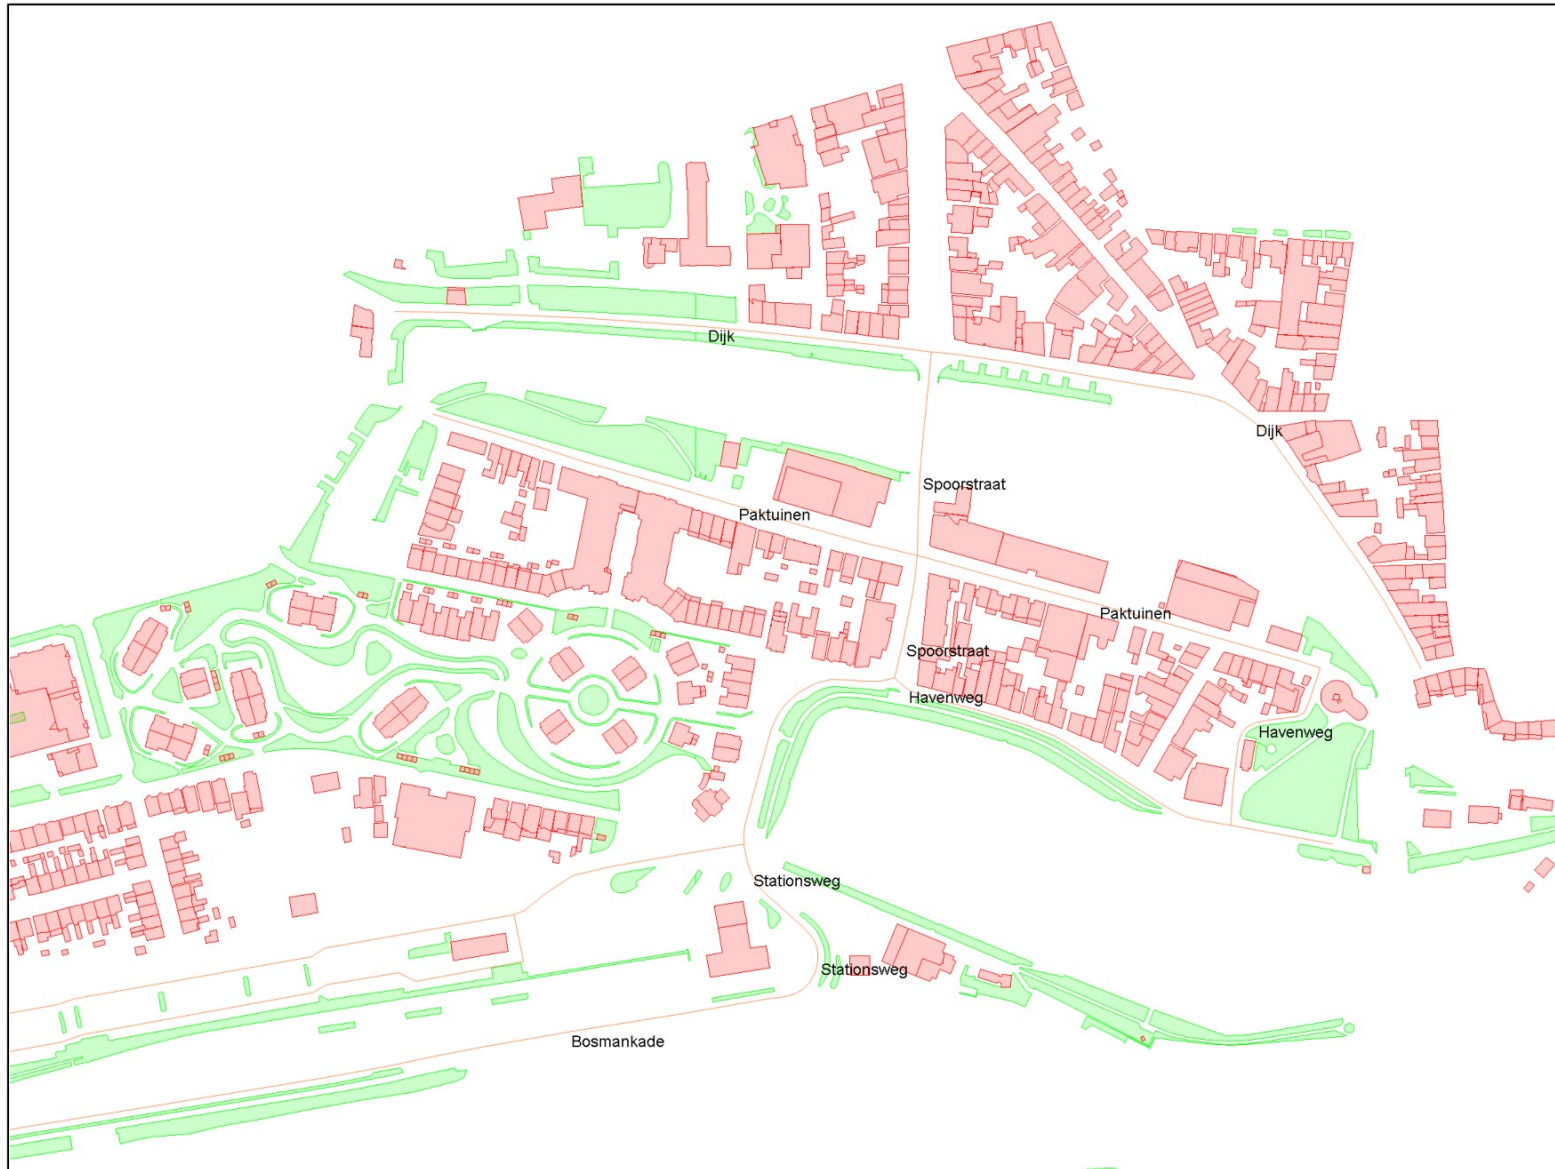 Dijk
Dijk
Spoorstraat
Paktuinen
Paktuinen
Spoorstraat
Havenweg
Havenweg
Stationsweg
Stationsweg
Bosmankade